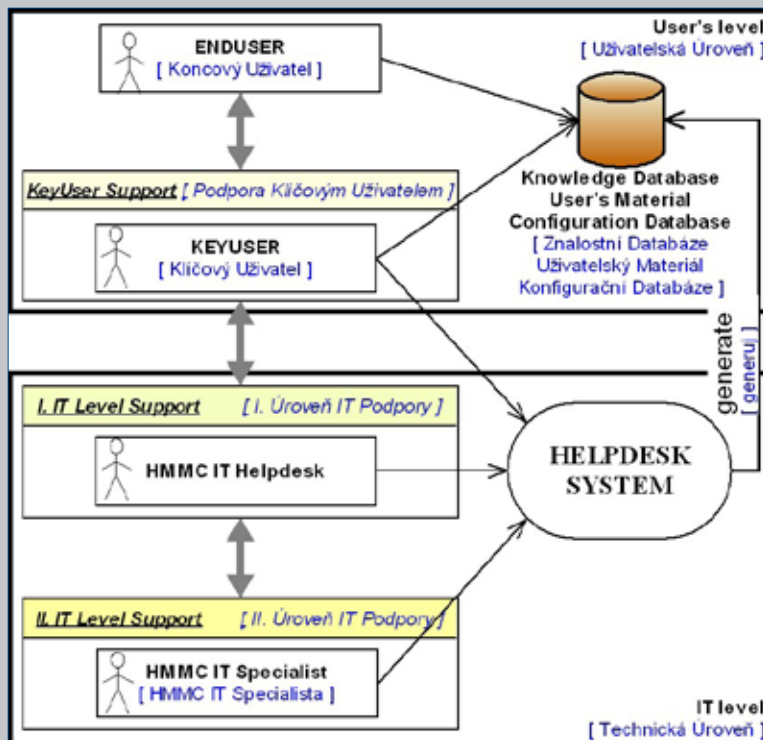 User's level
[ Uživatelská Úroveň ]
ENDUSER
[ Koncový Uživatel ]
KeyUser Support [ Podpora Klíčovým Uživatelem ]
KEYUSER
[ Klíčový Uživatel ]
Knowledge Database
User's Material
Configuration Database
[ Znalostní Databáze
Uživatelský Materiál
Konfigurační Databáze ]
generate
[ generuj ]
I. IT Level Support [ I. Úroveň IT Podpory ]
HMMC IT Helpdesk
HELPDESK
SYSTEM
II. IT Level Support [ II. Úroveň IT Podpory ]
HMMC IT Specialist
[ HMMC IT Specialista ]
IT level
[ Technická Úroveň ]